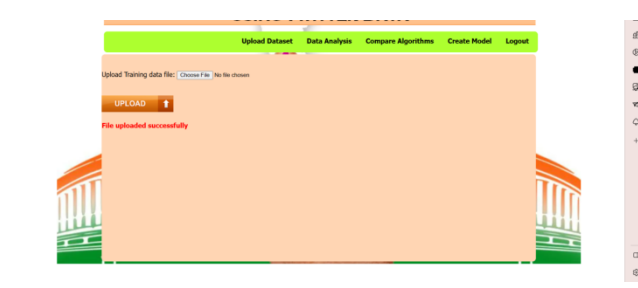 Upload Dataset Data Analysis Compare Algorithms Create Model Logout
Upload Training data file: Choose File No file chosen
UPLOAD
File uploaded successfully